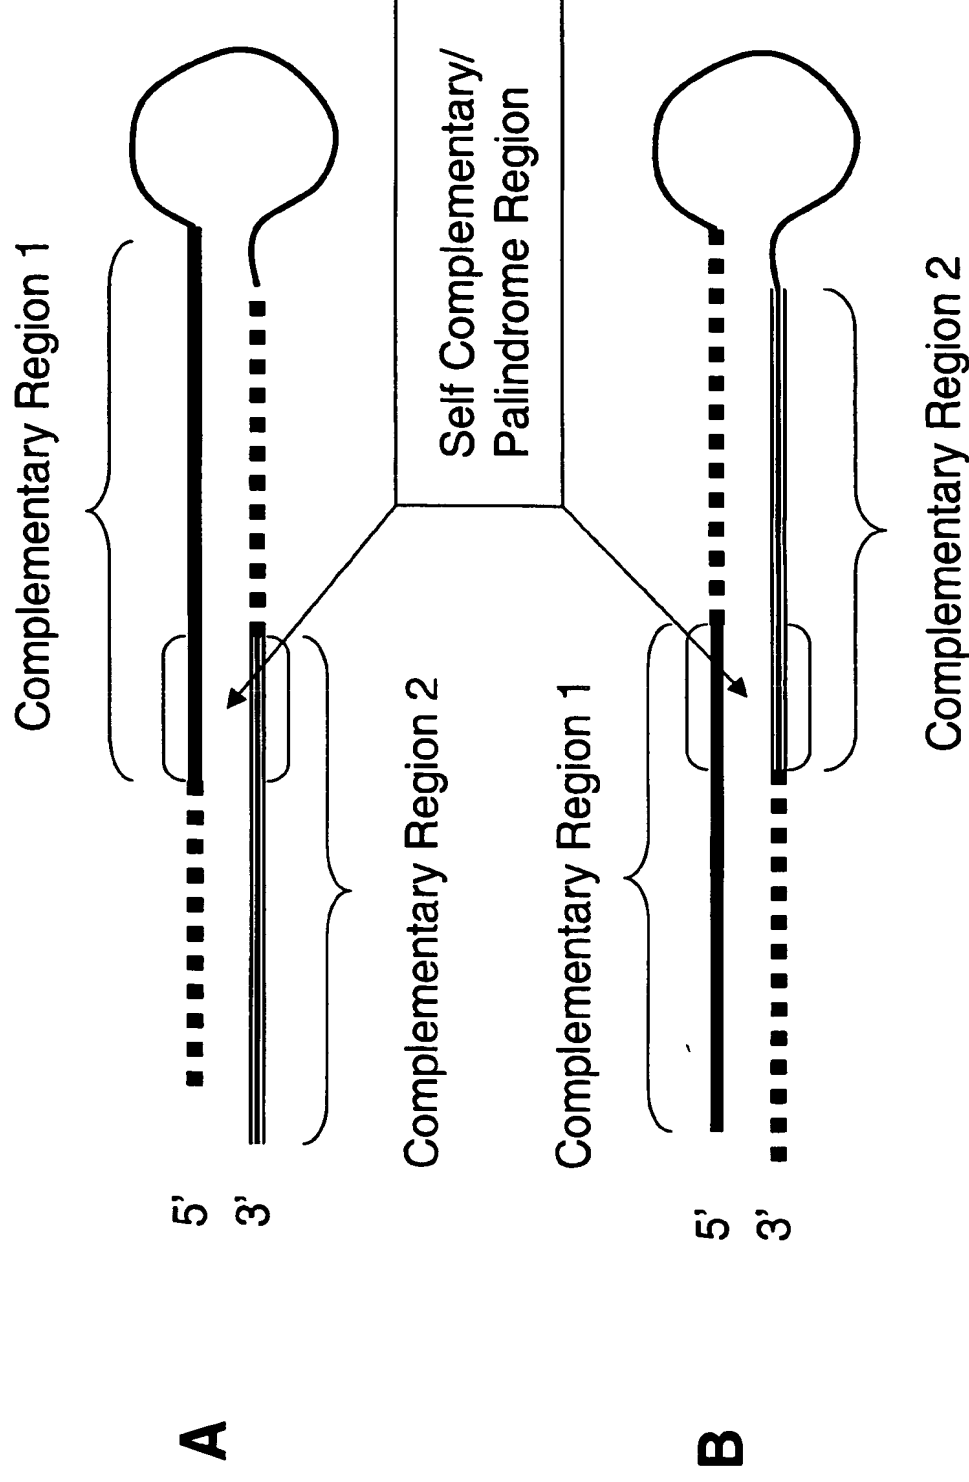 A
5'
3'
Complementary Region 1
Complementary Region 2
Self Complementary/
Palindrome Region
B
5'
3'
Complementary Region 1
Complementary Region 2